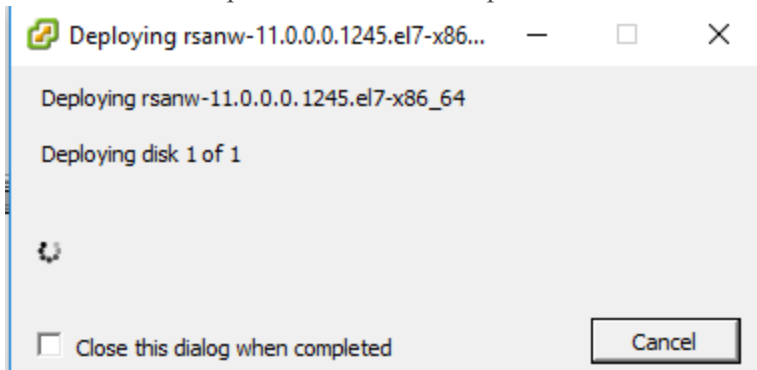 Deploying rsanw-11.0.0.0.1245.el7-x86...
Deploying rsanw-11.0.0.0.1245.el7-x86_64
Deploying disk 1 of 1
Close this dialog when completed
Cancel